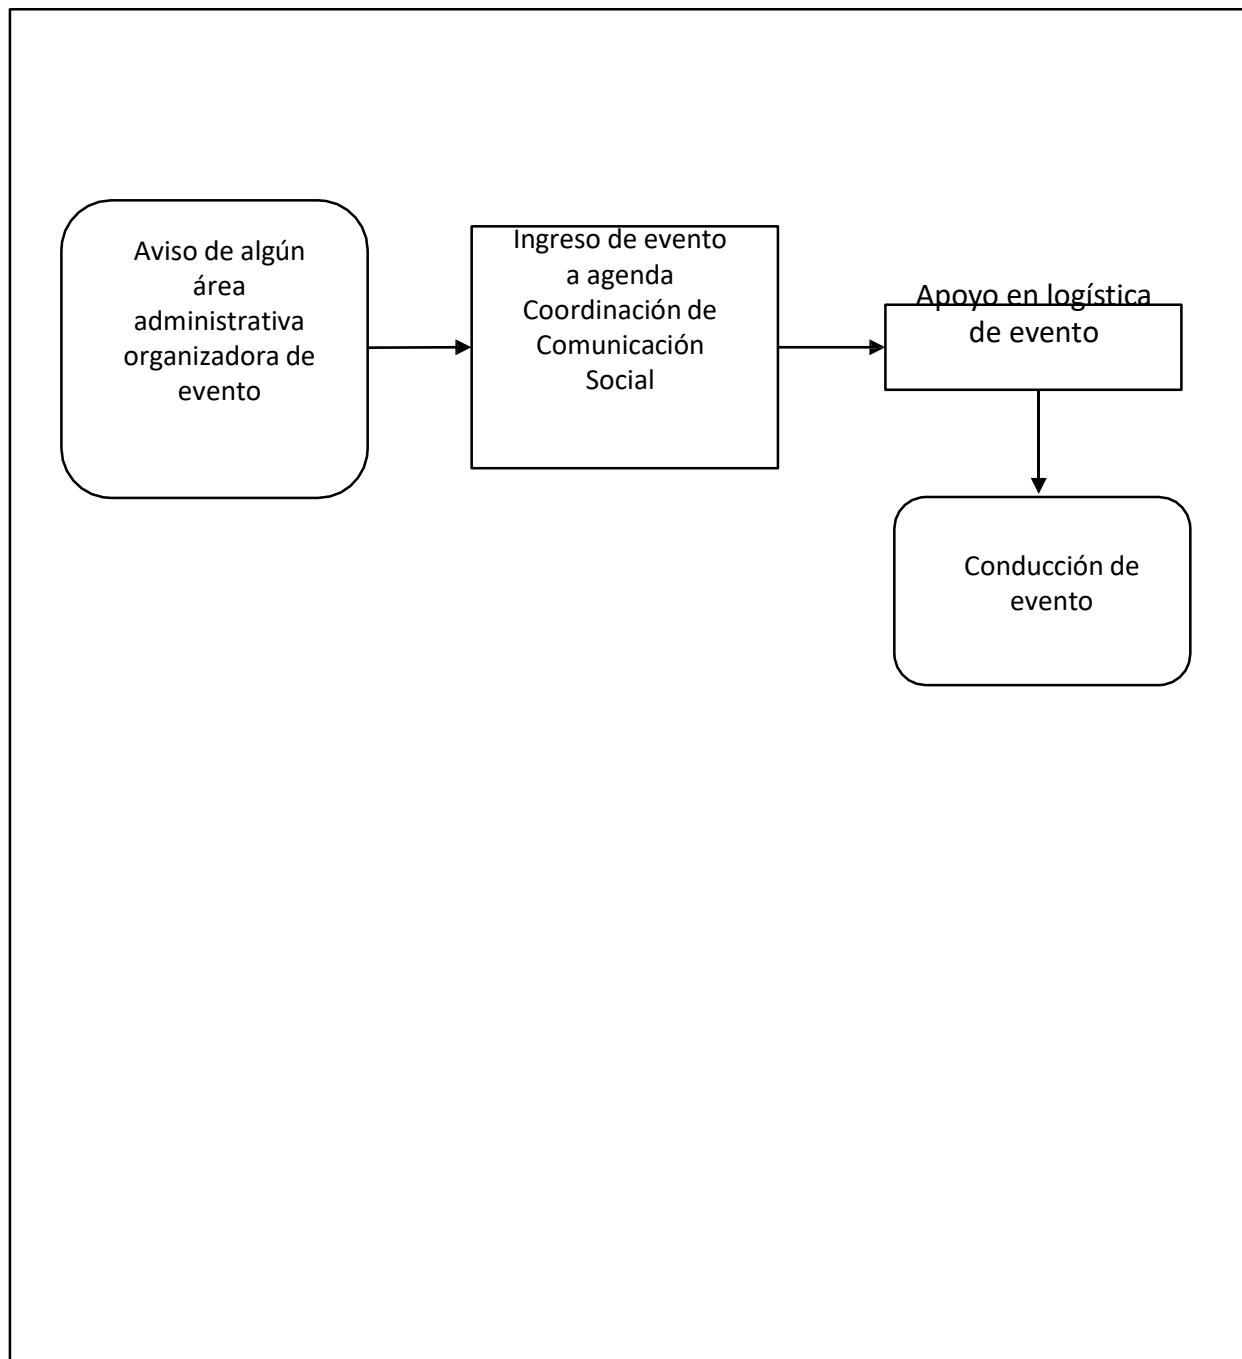 Aviso de algún
área
administrativa
organizadora de
evento
Ingreso de evento
a agenda
Coordinación de
Comunicación
Social
Apoyo en logística
de evento
Conducción de
evento